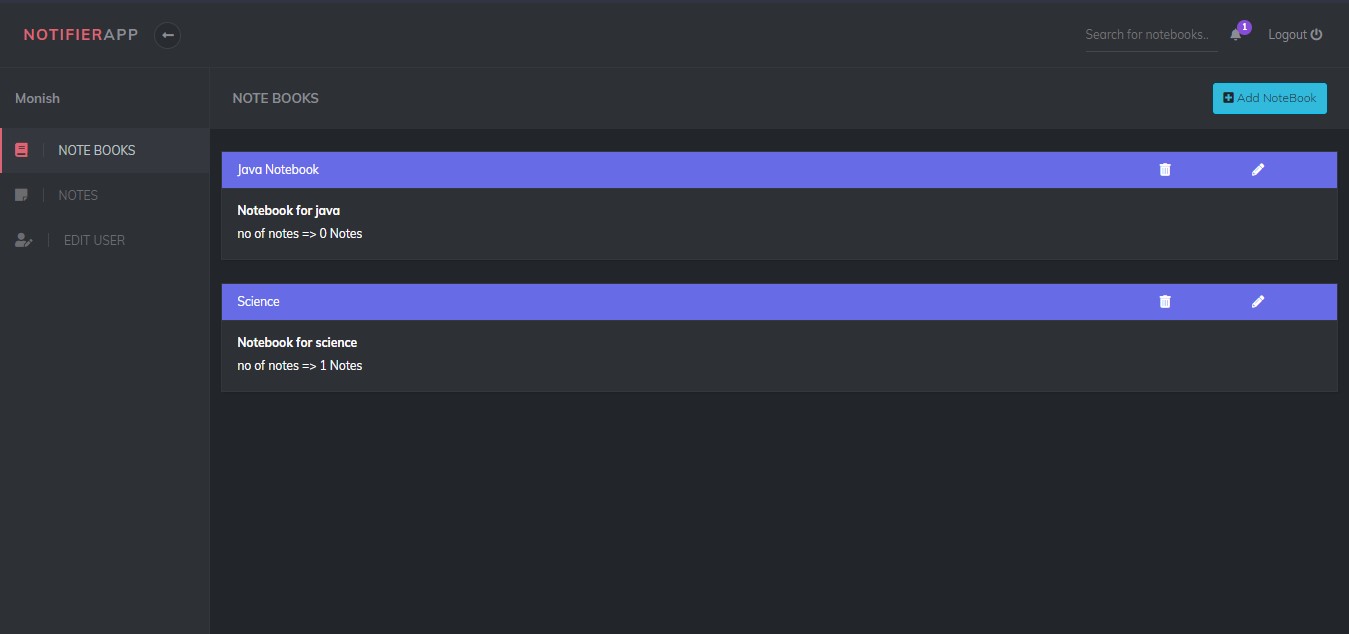 NOTIFIERAPP
Search for notebooks..
1
Logout
Monish
NOTE BOOKS
Add NoteBook
NOTE BOOKS
NOTES
EDIT USER
Java Notebook
Notebook for java
no of notes => 0 Notes
Science
Notebook for science
no of notes => 1 Notes